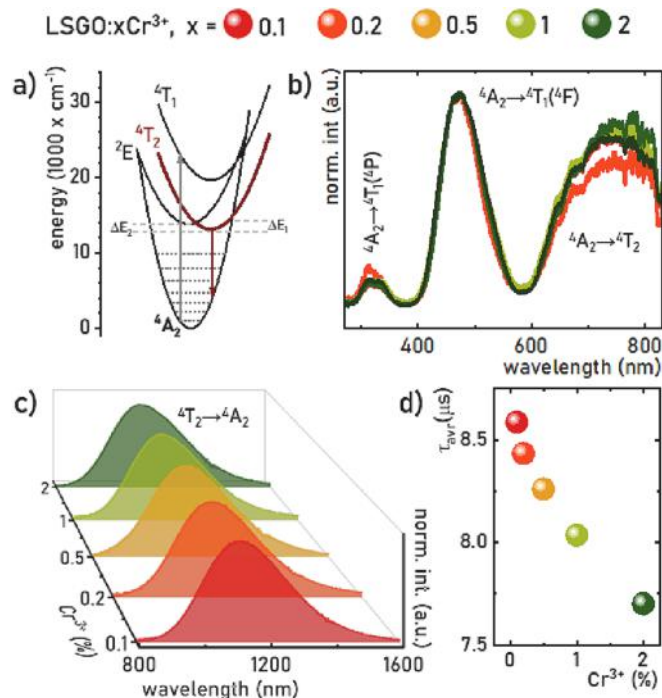 LSGO:xCr³⁺, x = 0.1 0.2 0.5 1 2
a)
energy (1000 x cm⁻¹)
30
20
10
0
⁴T₁
⁴T₂
²E
ΔE₂
ΔE₁
⁴A₂
b)
norm. int (a.u.)
⁴A₂→⁴T₁(⁴P)
⁴A₂→⁴T₁(⁴F)
⁴A₂→⁴T₂
400 600 800
wavelength (nm)
c)
⁴T₂→⁴A₂
2
1
0.5
0.2
0.1
Cr³⁺ (%)
norm. int. (a.u.)
800 1200 1600
wavelength (nm)
d)
τavr (μs)
8.5
8.0
7.5
0 1 2
Cr³⁺ (%)